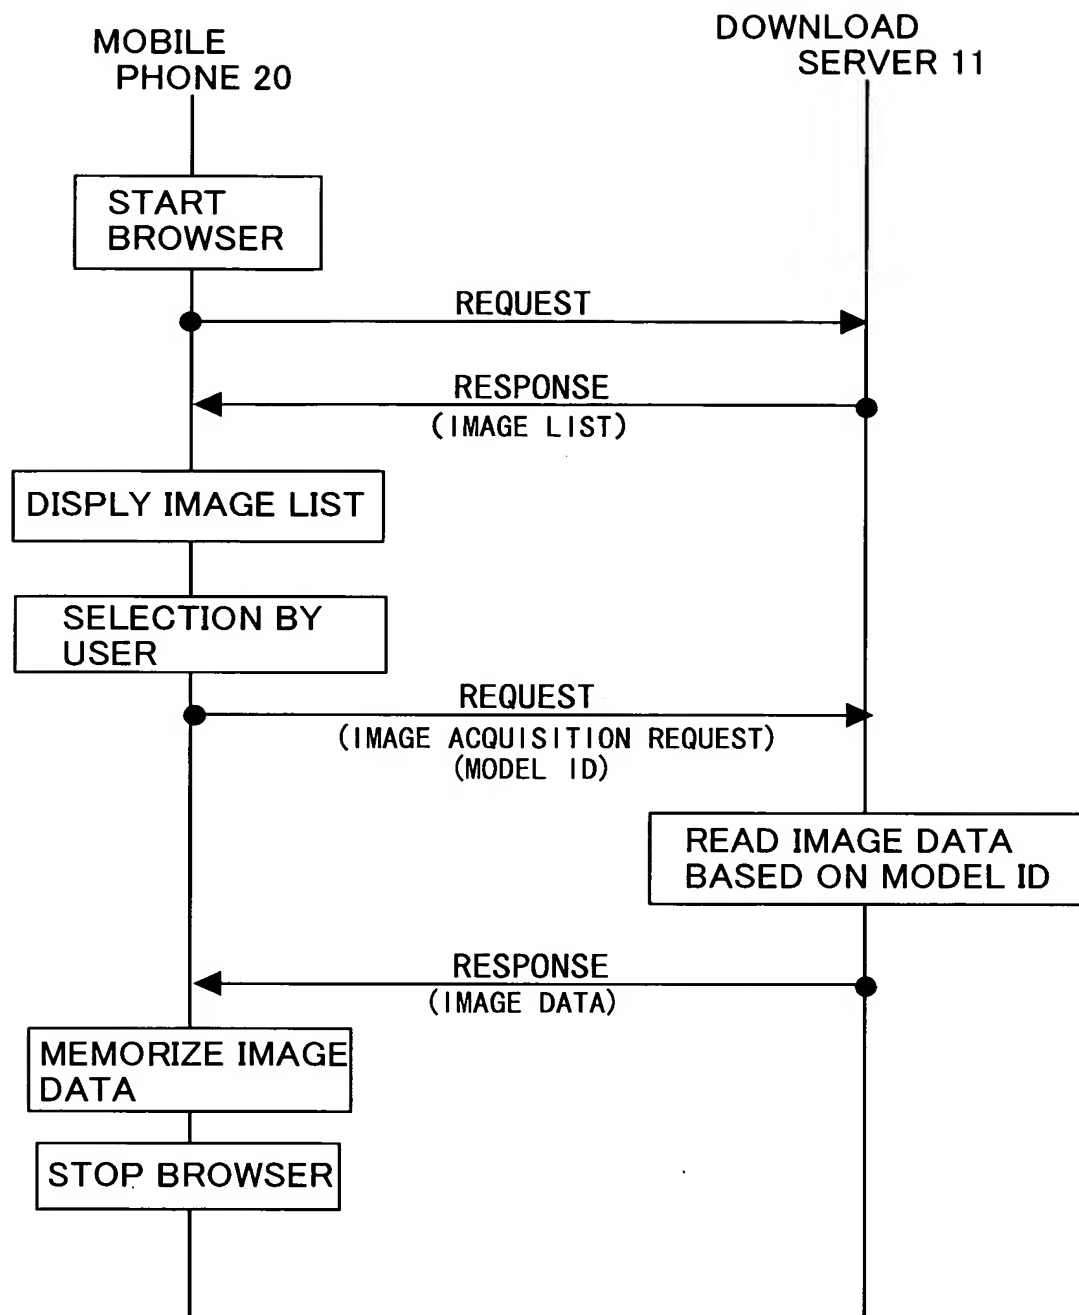 MOBILE
PHONE 20
DOWNLOAD
SERVER 11
START
BROWSER
REQUEST
RESPONSE
(IMAGE LIST)
DISPLY IMAGE LIST
SELECTION BY
USER
REQUEST
(IMAGE ACQUISITION REQUEST)
(MODEL ID)
READ IMAGE DATA
BASED ON MODEL ID
RESPONSE
(IMAGE DATA)
MEMORIZE IMAGE
DATA
STOP BROWSER